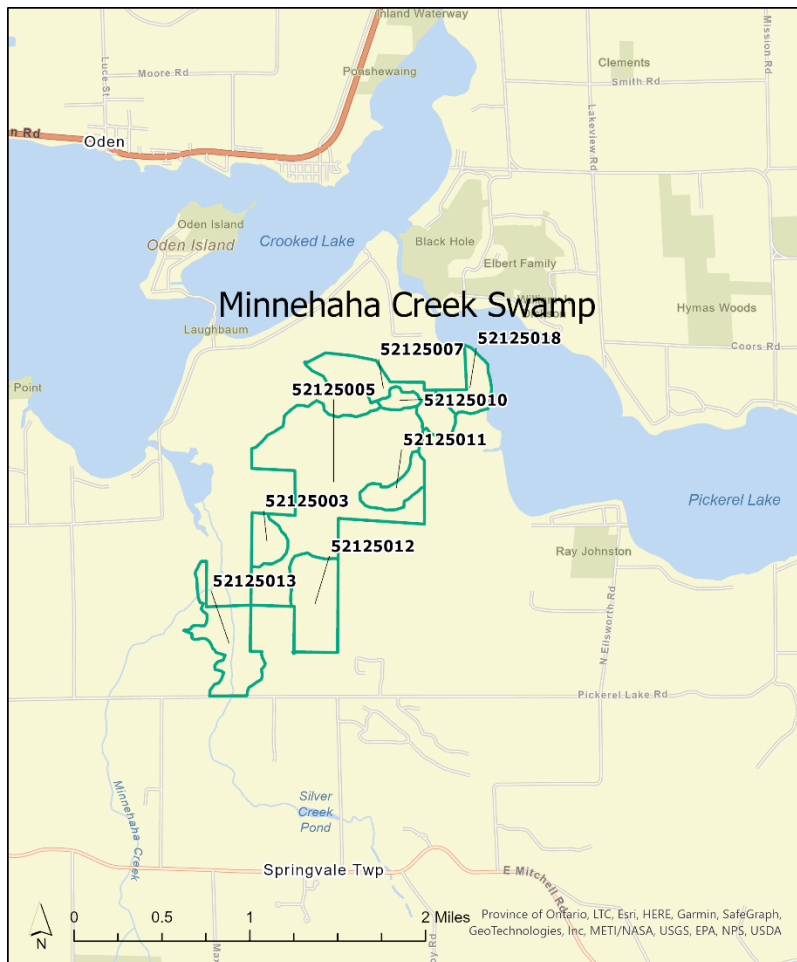 Inland Waterway
Ponshewaing
Luce St
Moore Rd
Clements
Smith Rd
Mission Rd
Lakeview Rd
n Rd
Oden
Oden Island
Oden Island
Crooked Lake
Black Hole
Elbert Family
Hymas Woods
Minnehaha Creek Swamp
Laughbaum
Coors Rd
52125007
52125018
Point
52125005
52125010
52125011
52125003
Pickerel Lake
52125012
Ray Johnston
52125013
N Ellsworth Rd
Pickerel Lake Rd
Minnehaha Creek
Silver
Creek
Pond
Springvale Twp
E Mitchell Rd
N
0 0.5 1 2 Miles
Province of Ontario, LTC, Esri, HERE, Garmin, SafeGraph,
GeoTechnologies, Inc, METI/NASA, USGS, EPA, NPS, USDA